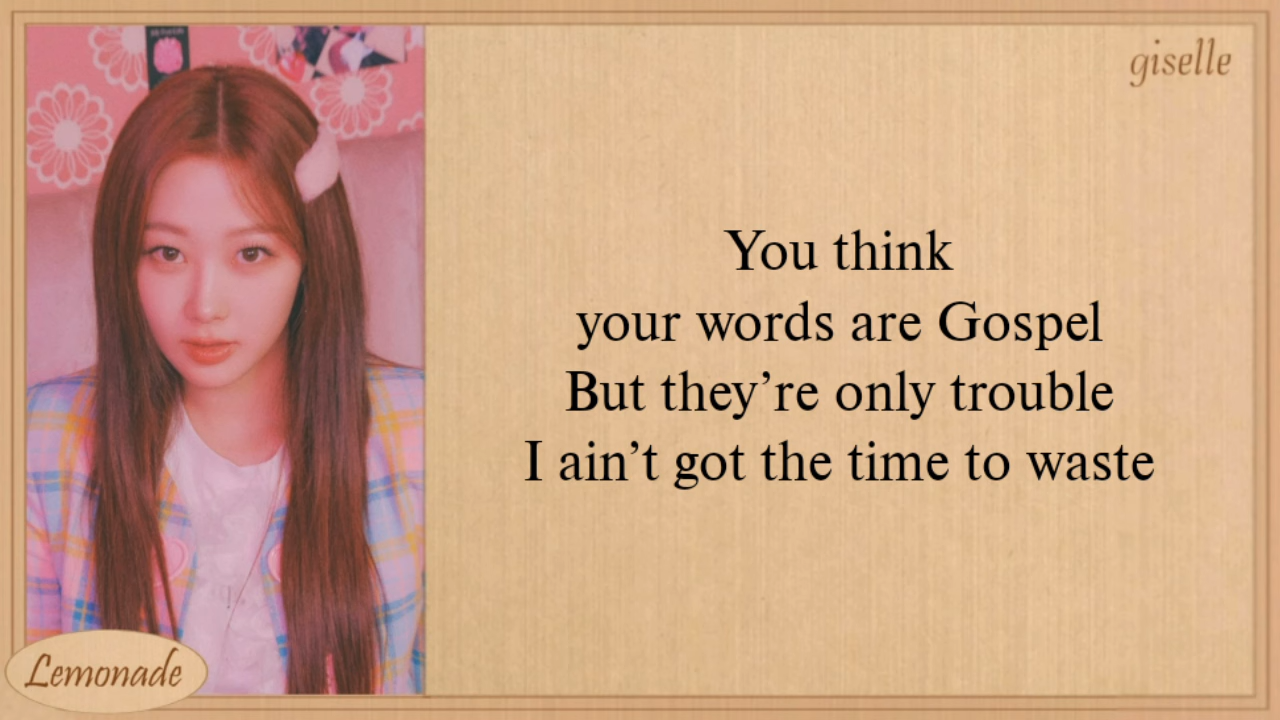 giselle
You think
your words are Gospel
But they’re only trouble
I ain’t got the time to waste
Lemonade